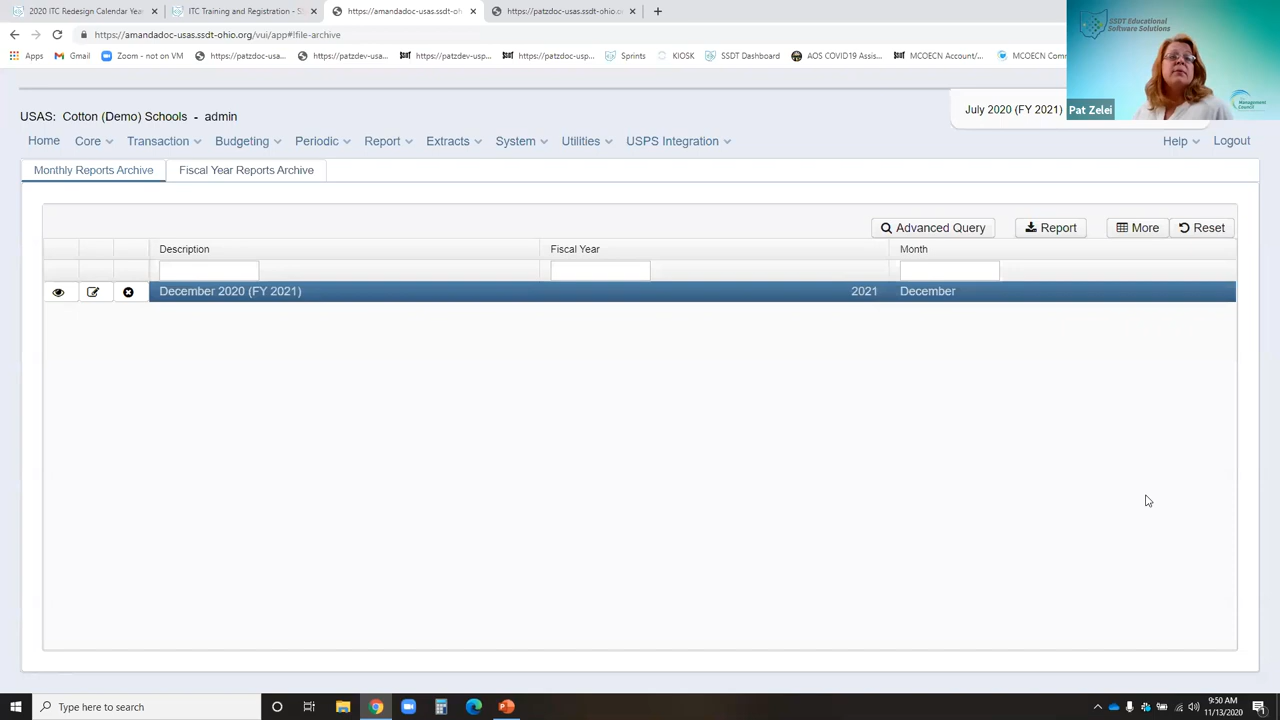 2020 ITC Redesign Calendar Year
ITC Training and Registration - S
https://amandadoc-usas.ssdt-oh
https://patzdoc-usas.ssdt-ohio.o
https://amandadoc-usas.ssdt-ohio.org/vui/app#!file-archive
Apps
Gmail
Zoom - not on VM
https://patzdoc-usa...
https://patzdev-usa...
https://patzdev-usp...
https://patzdoc-usp...
Sprints
KIOSK
SSDT Dashboard
AOS COVID19 Assis...
MCOECN Account/...
MCOECN Com
SSDT Educational
Software Solutions
Management
Council
Pat Zelei
USAS: Cotton (Demo) Schools - admin
July 2020 (FY 2021)
Home Core Transaction Budgeting Periodic Report Extracts System Utilities USPS Integration Help Logout
Monthly Reports Archive
Fiscal Year Reports Archive
Advanced Query
Report
More
Reset
Description Fiscal Year Month
December 2020 (FY 2021) 2021 December
Type here to search
9:50 AM
11/13/2020
1